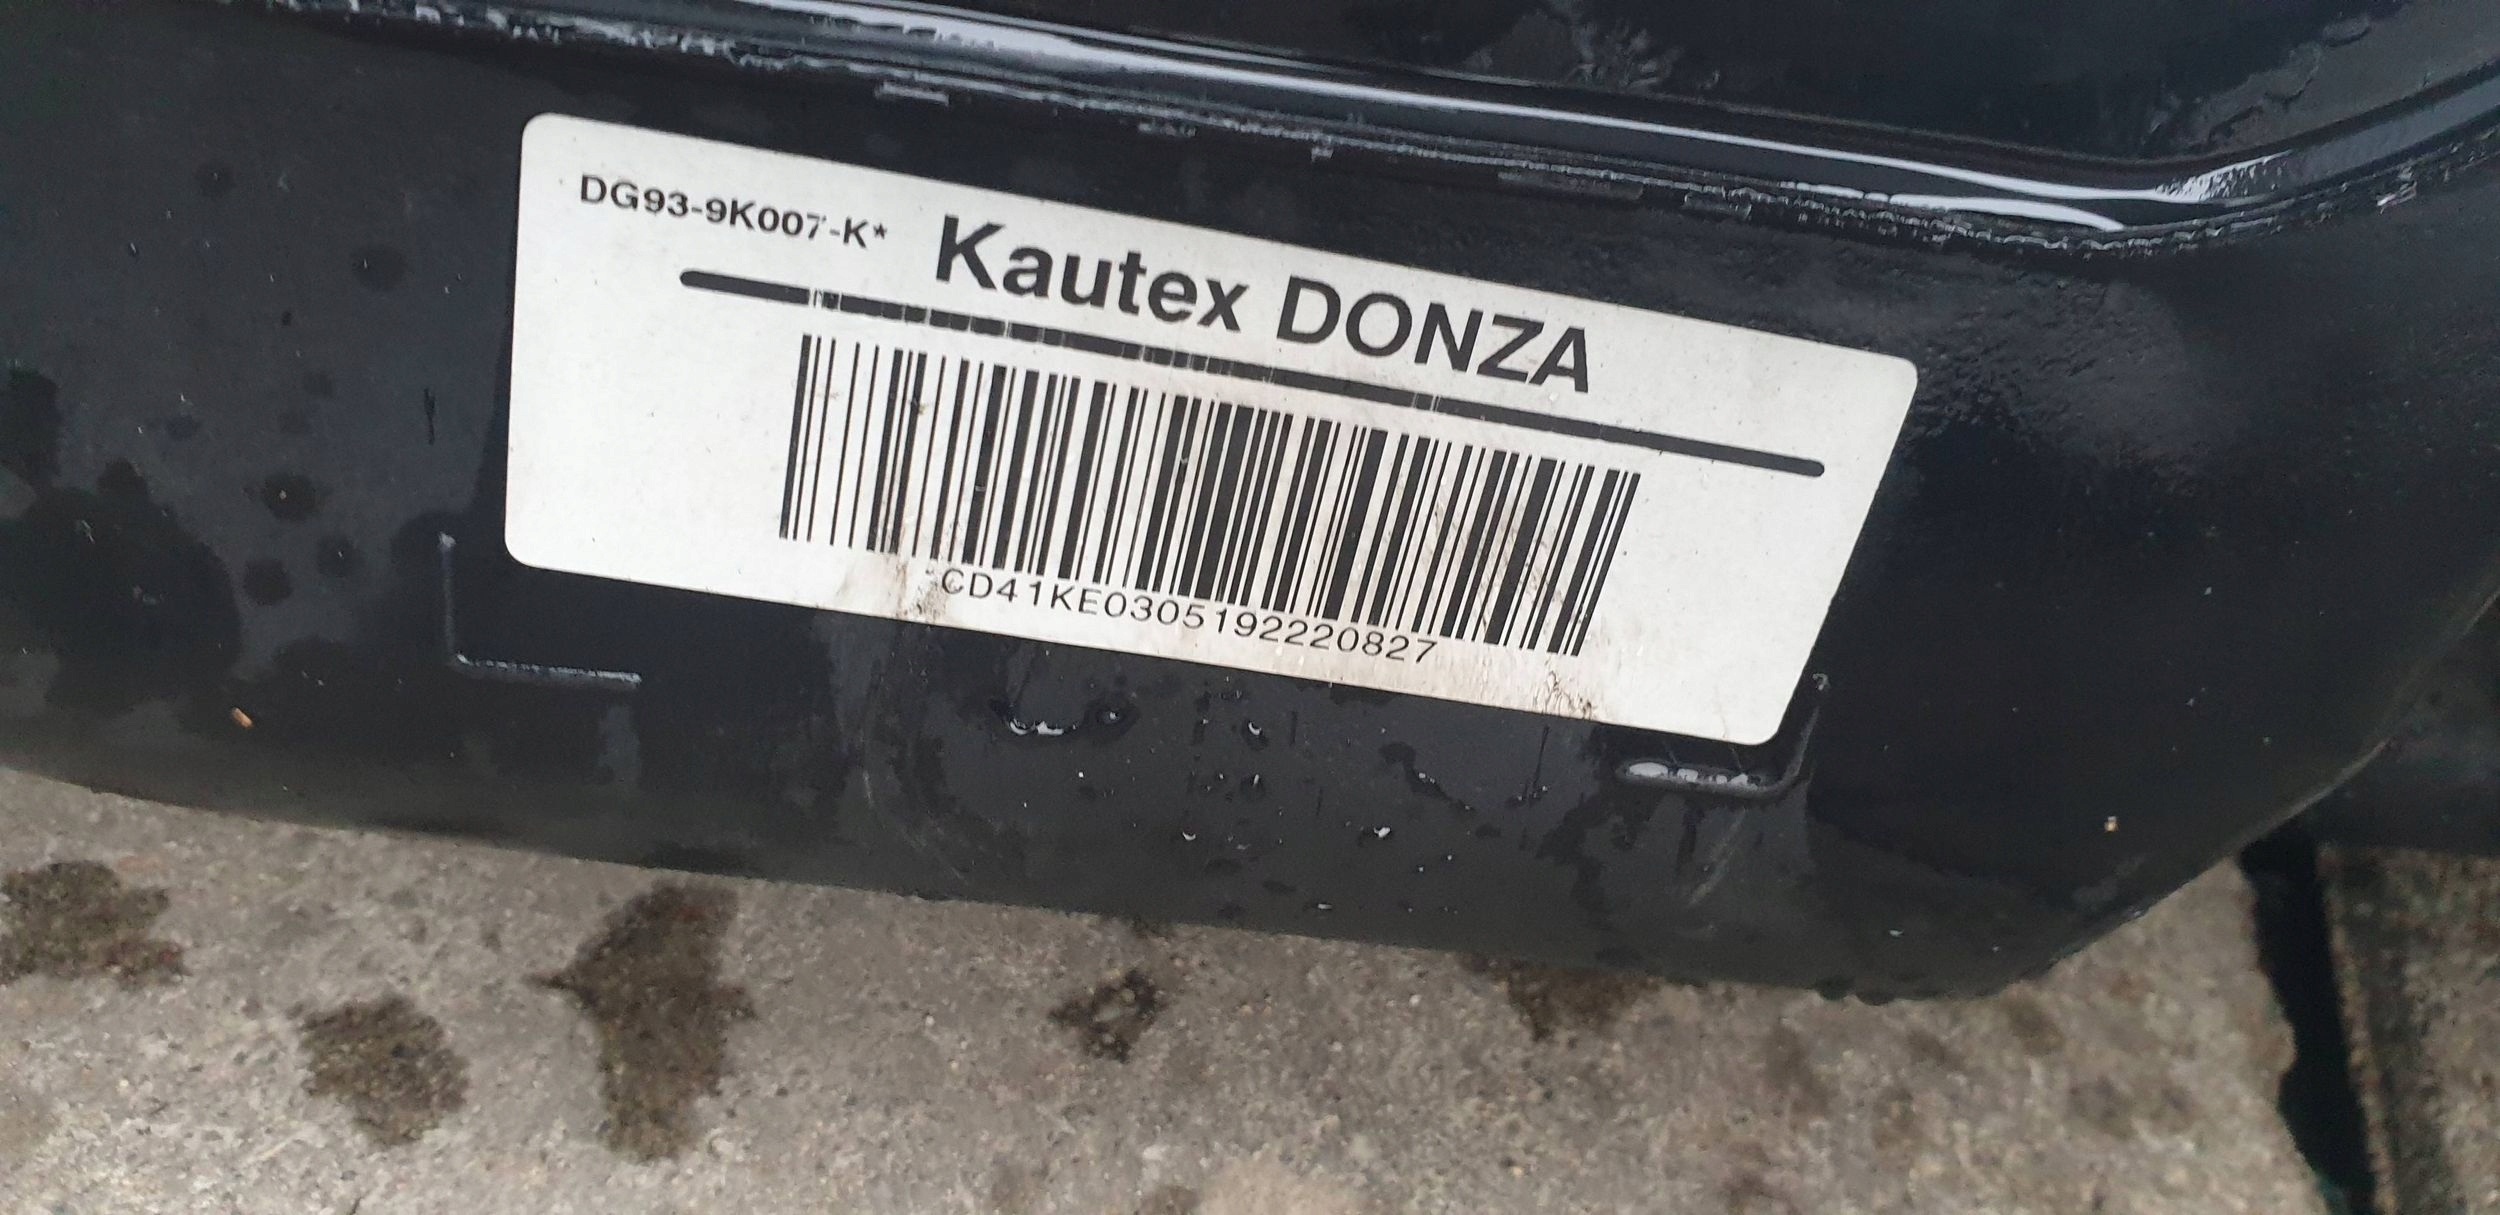 DG93-9K007-K* Kautex DONZA
CD41KE0305192220827